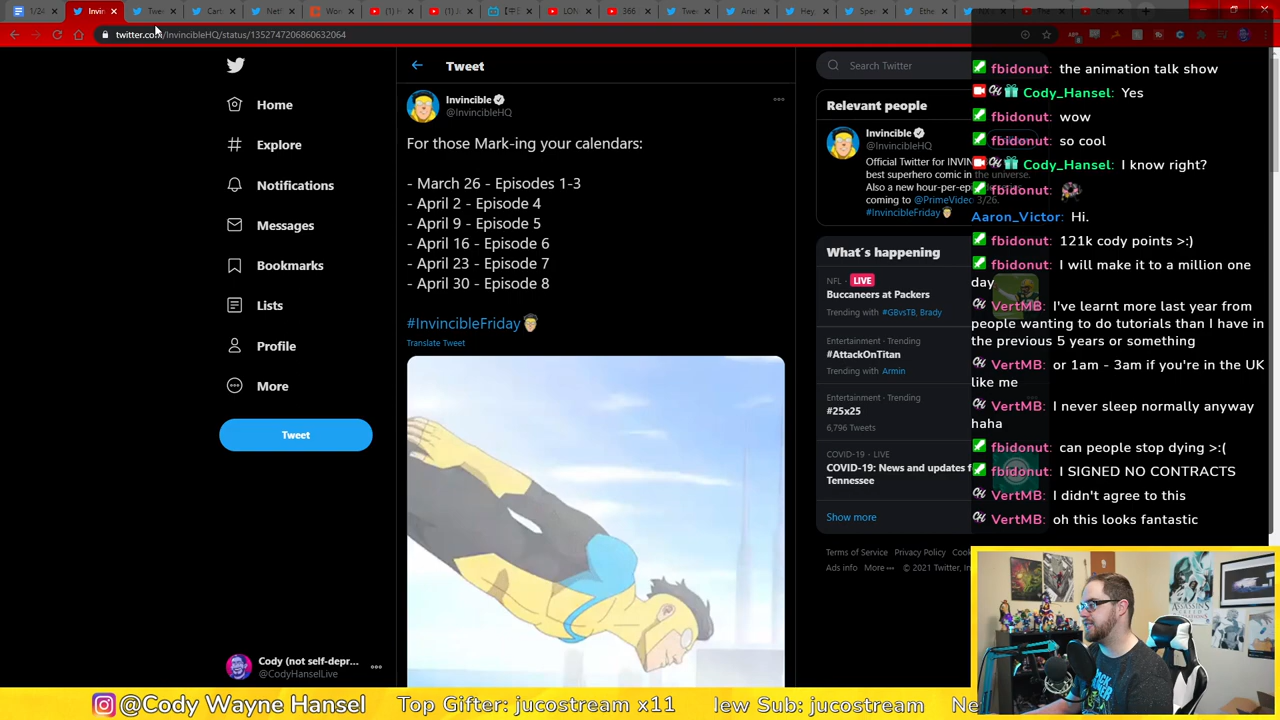 1/24
twitter.com/InvincibleHQ/status/1352747206860632064
Home
Explore
Notifications
Messages
Bookmarks
Lists
Profile
More
Tweet
Cody (not self-depr...
@CodyHanselLive
Tweet
Invincible
@InvincibleHQ
For those Mark-ing your calendars:
- March 26 - Episodes 1-3
- April 2 - Episode 4
- April 9 - Episode 5
- April 16 - Episode 6
- April 23 - Episode 7
- April 30 - Episode 8
#InvincibleFriday
Translate Tweet
Search Twitter
Relevant people
Invincible
@InvincibleHQ
Official Twitter for
best superhero comic in the universe.
Also a new hour-per-
coming to @PrimeVideo 3/26.
#InvincibleFriday
What's happening
NFL · LIVE
Buccaneers at Packers
Trending with #GBvsTB, Brady
Entertainment · Trending
#AttackOnTitan
Trending with Armin
Entertainment · Trending
#25x25
6,796 Tweets
COVID-19 · LIVE
COVID-19: News and updates f
Tennessee
Show more
Terms of Service Privacy Policy
Ads info More ··· © 2021 Twitter,
fbidonut: the animation talk show
Cody_Hansel: Yes
fbidonut: wow
fbidonut: so cool
Cody_Hansel: I know right?
fbidonut:
Aaron_Victor: Hi.
fbidonut: 121k cody points >:)
fbidonut: I will make it to a million one
day
VertMB: I've learnt more last year from
people wanting to do tutorials than I have in
the previous 5 years or something
VertMB: or 1am - 3am if you're in the UK
like me
VertMB: I never sleep normally anyway
haha
fbidonut: can people stop dying >:(
fbidonut: I SIGNED NO CONTRACTS
VertMB: I didn't agree to this
VertMB: oh this looks fantastic
@Cody Wayne Hansel Top Gifter: jucostream x11 lew Sub: jucostream Ne